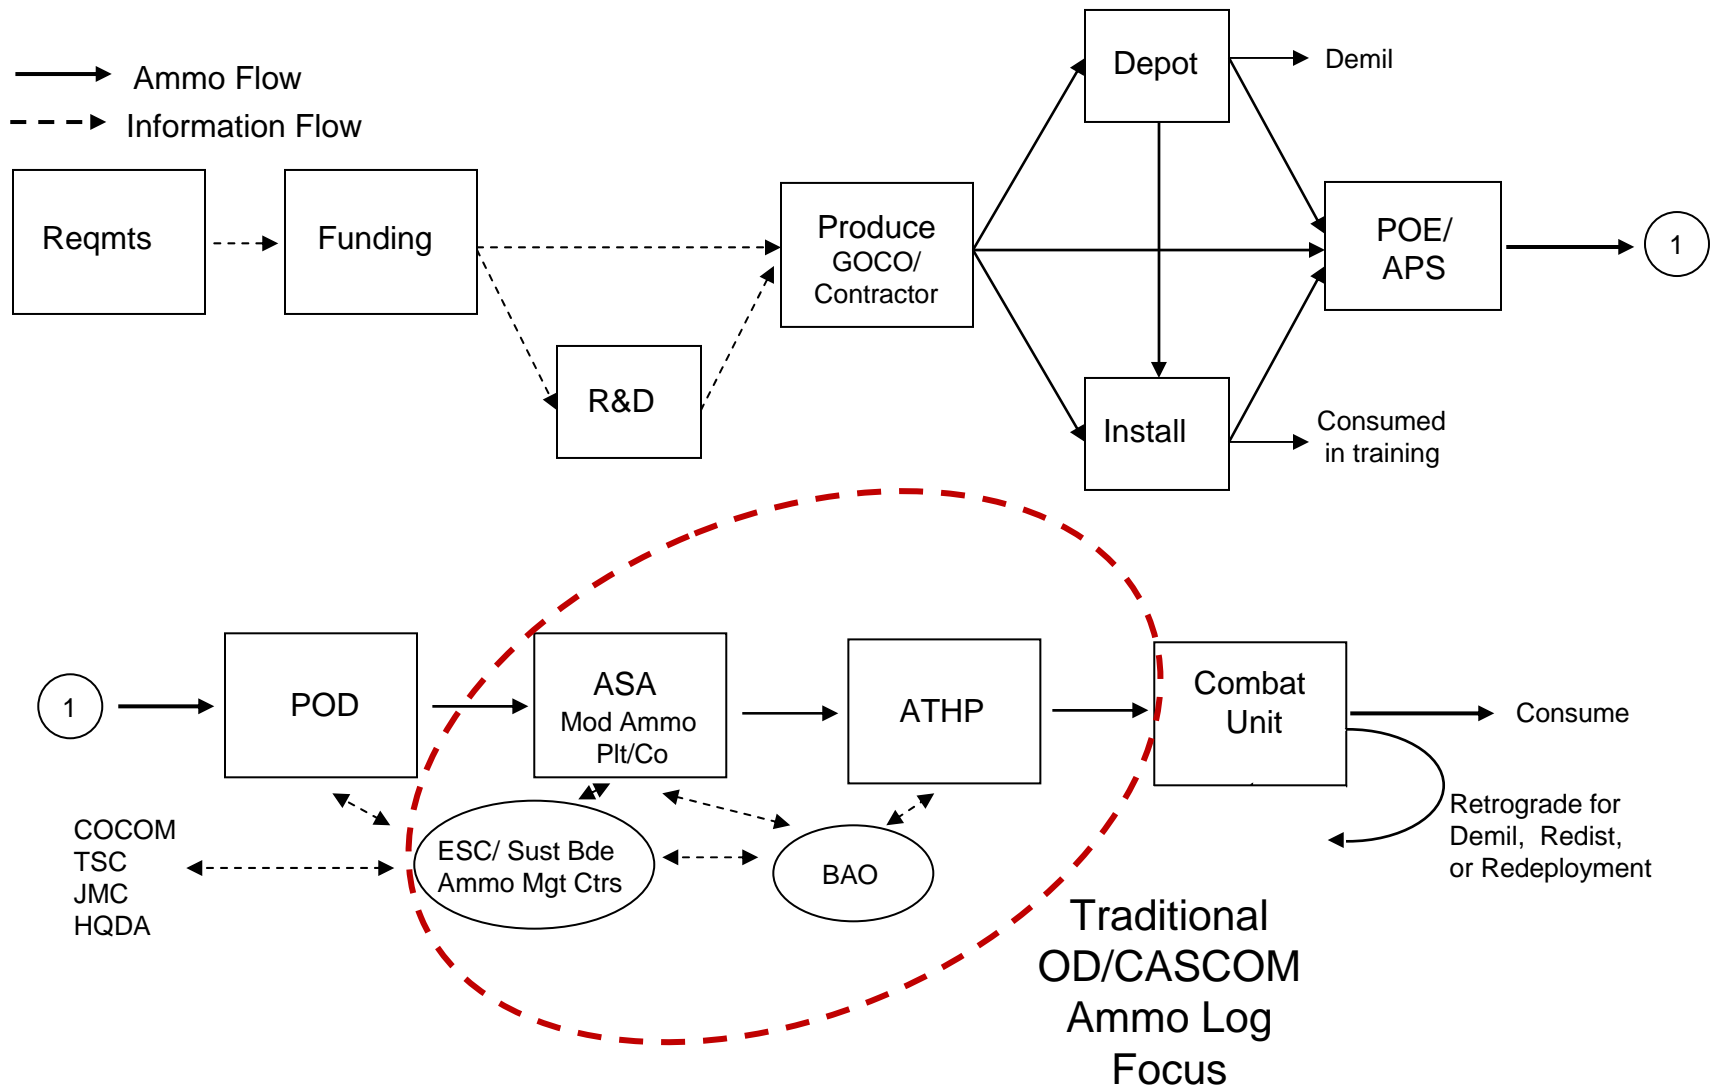 Ammo Flow
Information Flow
Reqmts
Funding
R&D
Produce
GOCO/
Contractor
Depot
Demil
Install
Consumed
in training
POE/
APS
1
1
POD
ASA
Mod Ammo
Plt/Co
ATHP
Combat
Unit
Consume
Retrograde for
Demil, Redist,
or Redeployment
COCOM
TSC
JMC
HQDA
ESC/ Sust Bde
Ammo Mgt Ctrs
BAO
Traditional
OD/CASCOM
Ammo Log
Focus